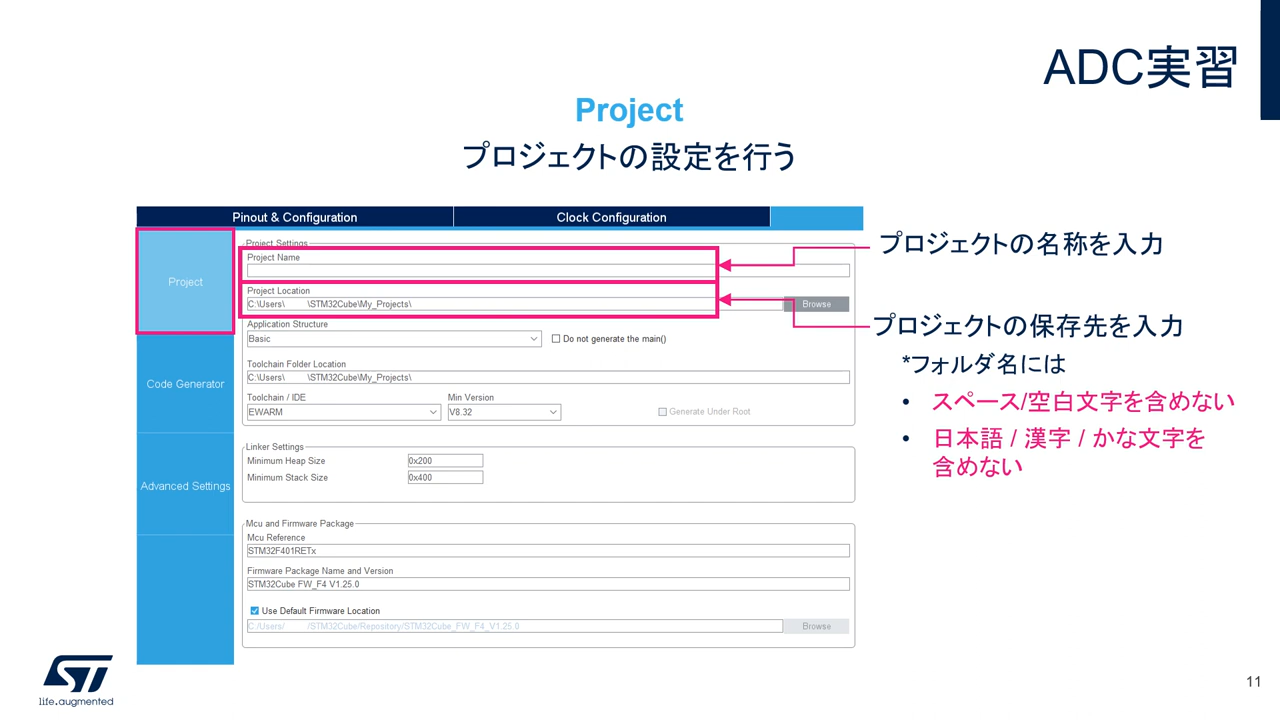 ADC実習
Project
プロジェクトの設定を行う
Pinout & Configuration
Clock Configuration
Project
Code Generator
Advanced Settings
Project Settings
Project Name
Project Location
C:\Users\ \STM32Cube\My_Projects\
Browse
Application Structure
Basic
Do not generate the main()
Toolchain Folder Location
C:\Users\ \STM32Cube\My_Projects\
Toolchain / IDE
Min Version
EWARM
V8.32
Generate Under Root
Linker Settings
Minimum Heap Size
0x200
Minimum Stack Size
0x400
Mcu and Firmware Package
Mcu Reference
STM32F401RETx
Firmware Package Name and Version
STM32Cube FW_F4 V1.25.0
Use Default Firmware Location
C:/Users/ /STM32Cube/Repository/STM32Cube_FW_F4_V1.25.0
Browse
プロジェクトの名称を入力
プロジェクトの保存先を入力
*フォルダ名には
• スペース/空白文字を含めない
• 日本語 / 漢字 / かな文字を
含めない
ST
life.augmented
11